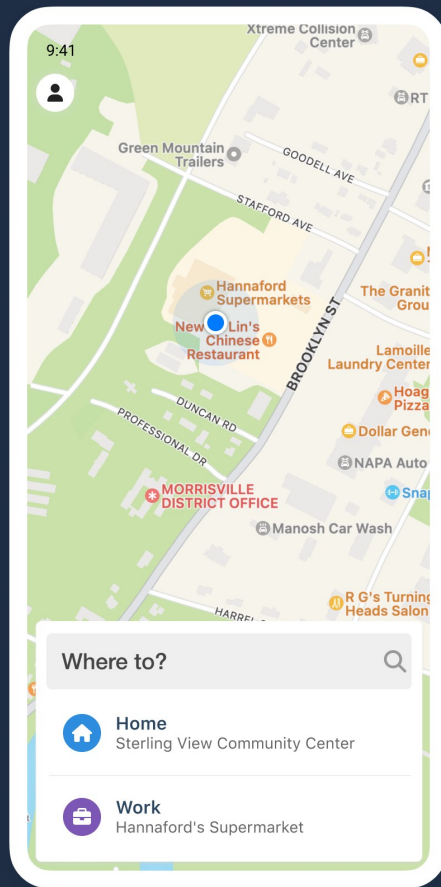 9:41
Xtreme Collision
Center
RT
Green Mountain
Trailers
GOODELL AVE
STAFFORD AVE
Hannaford
Supermarkets
The Granit
Grou
New Lin's
Chinese
Restaurant
BROOKLYN ST
Lamoille
Laundry Center
Hoag
Pizza
DUNCAN RD
PROFESSIONAL DR
Dollar Gen
NAPA Auto
MORRISVILLE
DISTRICT OFFICE
Snap
Manosh Car Wash
R G's Turning
Heads Salon
Where to?
Home
Sterling View Community Center
Work
Hannaford's Supermarket